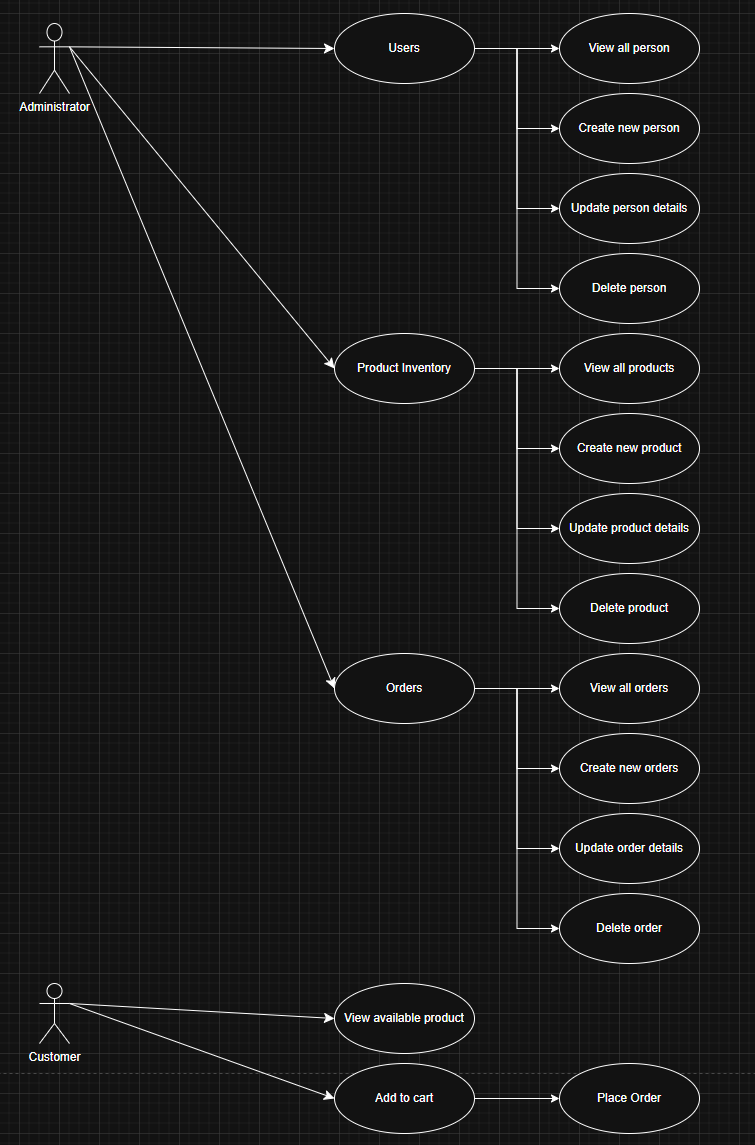 Administrator
Users
View all person
Create new person
Update person details
Delete person
Product Inventory
View all products
Create new product
Update product details
Delete product
Orders
View all orders
Create new orders
Update order details
Delete order
Customer
View available product
Add to cart
Place Order